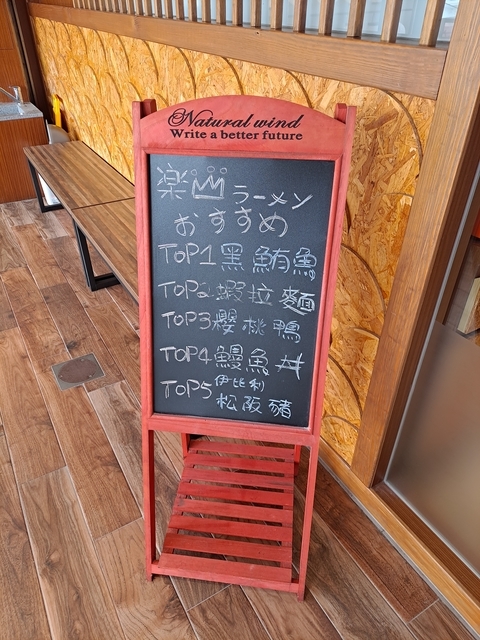 Natural wind
Write a better future
楽 ラーメン
おすすめ
TOP1 黑鮪魚
TOP2 蝦拉麵
TOP3 櫻桃鴨
TOP4 鰻魚丼
TOP5 伊比利
松阪豬